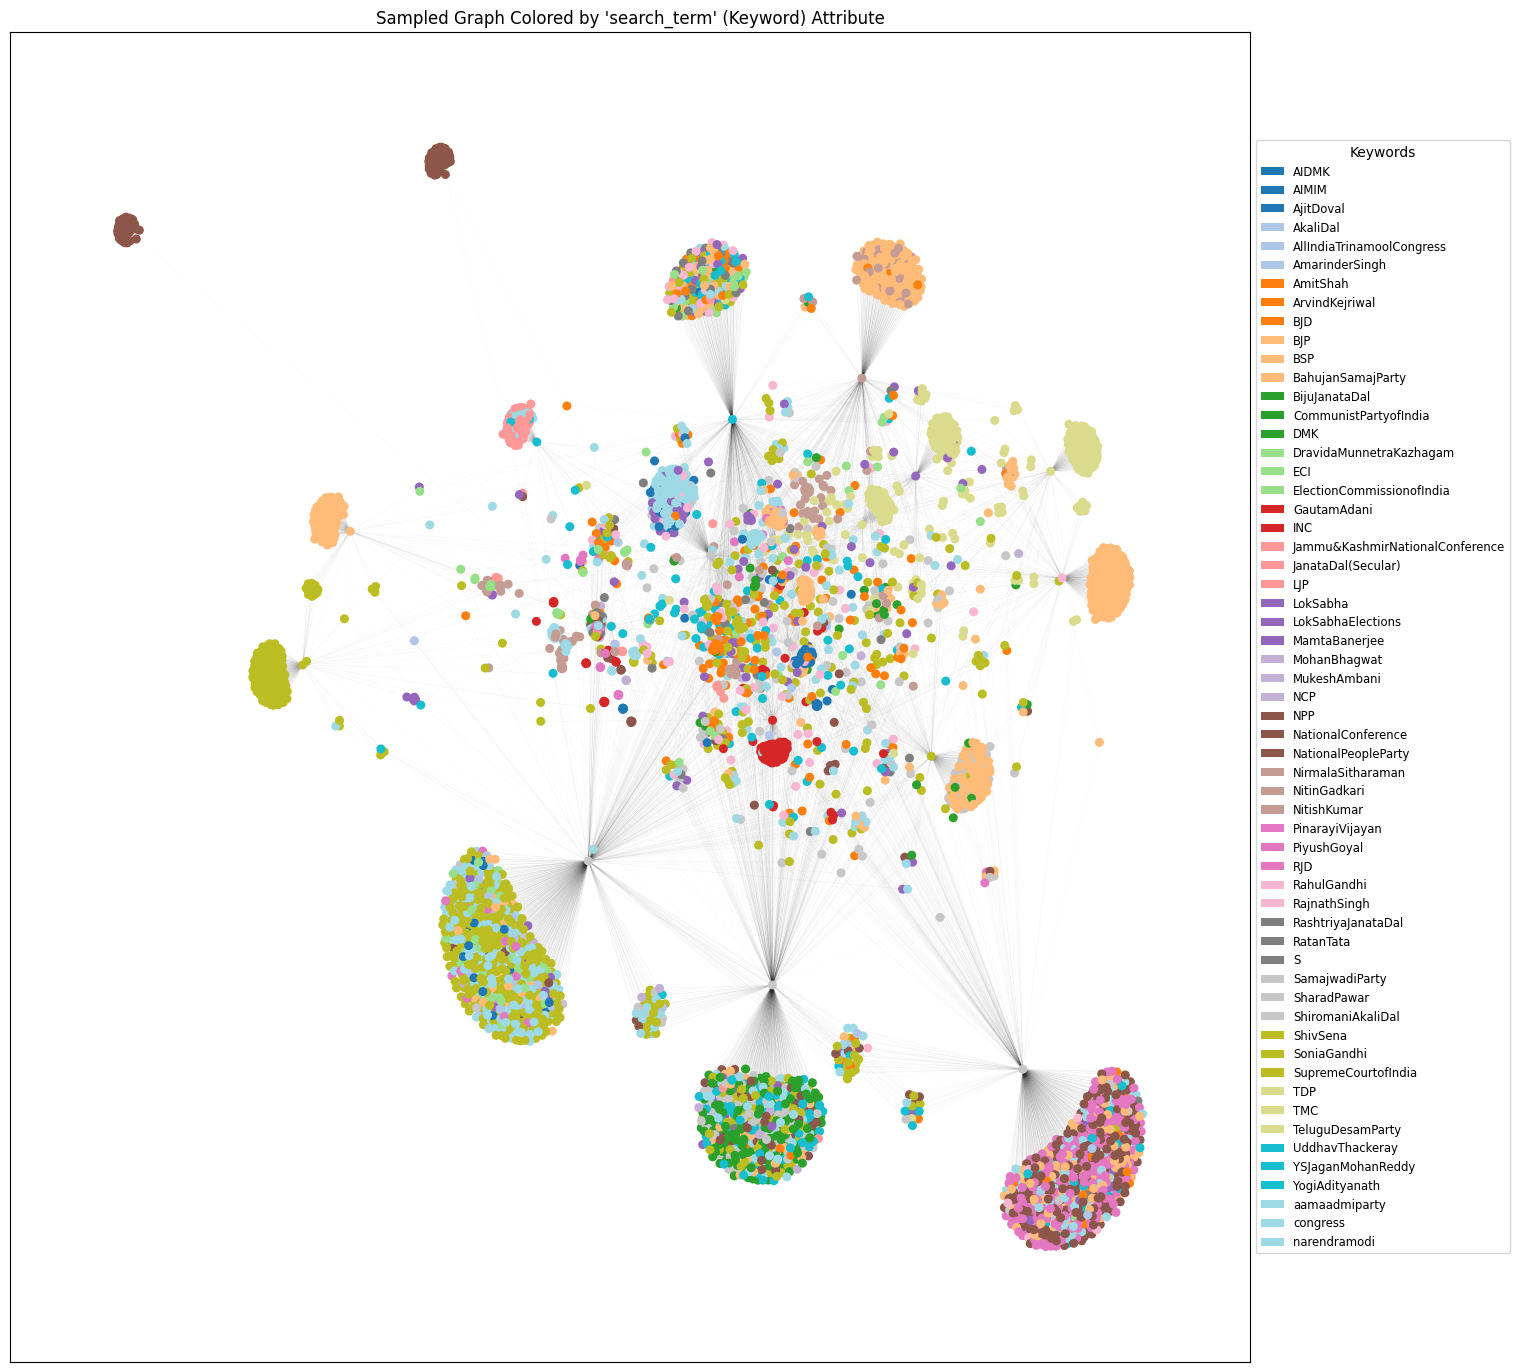 Sampled Graph Colored by 'search_term' (Keyword) Attribute
Keywords
AIDMK
AIMIM
AjitDoval
AkaliDal
AllIndiaTrinamoolCongress
AmarinderSingh
AmitShah
ArvindKejriwal
BJD
BJP
BSP
BahujanSamajParty
BijuJanataDal
CommunistPartyofIndia
DMK
DravidaMunnetraKazhagam
ECI
ElectionCommissionofIndia
GautamAdani
INC
Jammu&KashmirNationalConference
JanataDal(Secular)
LJP
LokSabha
LokSabhaElections
MamtaBanerjee
MohanBhagwat
MukeshAmbani
NCP
NPP
NationalConference
NationalPeopleParty
NirmalaSitharaman
NitinGadkari
NitishKumar
PinarayiVijayan
PiyushGoyal
RJD
RahulGandhi
RajnathSingh
RashtriyaJanataDal
RatanTata
S
SamajwadiParty
SharadPawar
ShiromaniAkaliDal
ShivSena
SoniaGandhi
SupremeCourtofIndia
TDP
TMC
TeluguDesamParty
UddhavThackeray
YSJaganMohanReddy
YogiAdityanath
aamaadmiparty
congress
narendramodi